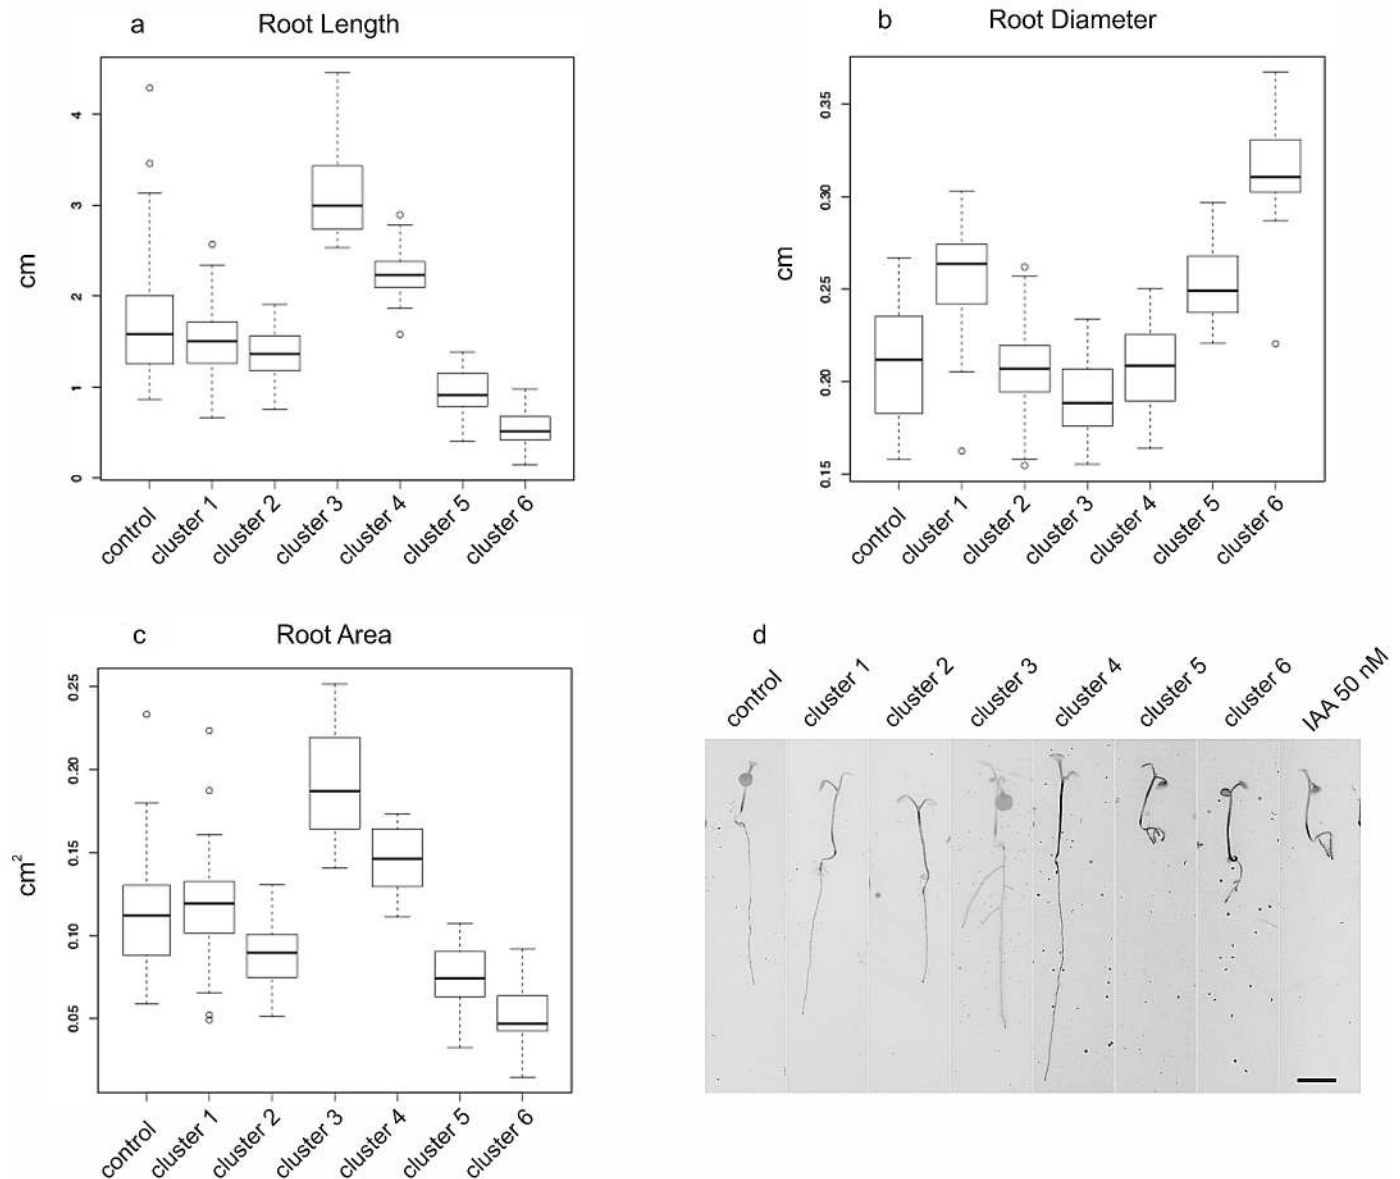 a Root Length
cm
4
3
2
1
0
control cluster 1 cluster 2 cluster 3 cluster 4 cluster 5 cluster 6
b Root Diameter
cm
0.35
0.30
0.25
0.20
0.15
control cluster 1 cluster 2 cluster 3 cluster 4 cluster 5 cluster 6
c Root Area
cm²
0.25
0.20
0.15
0.10
0.05
control cluster 1 cluster 2 cluster 3 cluster 4 cluster 5 cluster 6
d
control cluster 1 cluster 2 cluster 3 cluster 4 cluster 5 cluster 6 IAA 50 nM